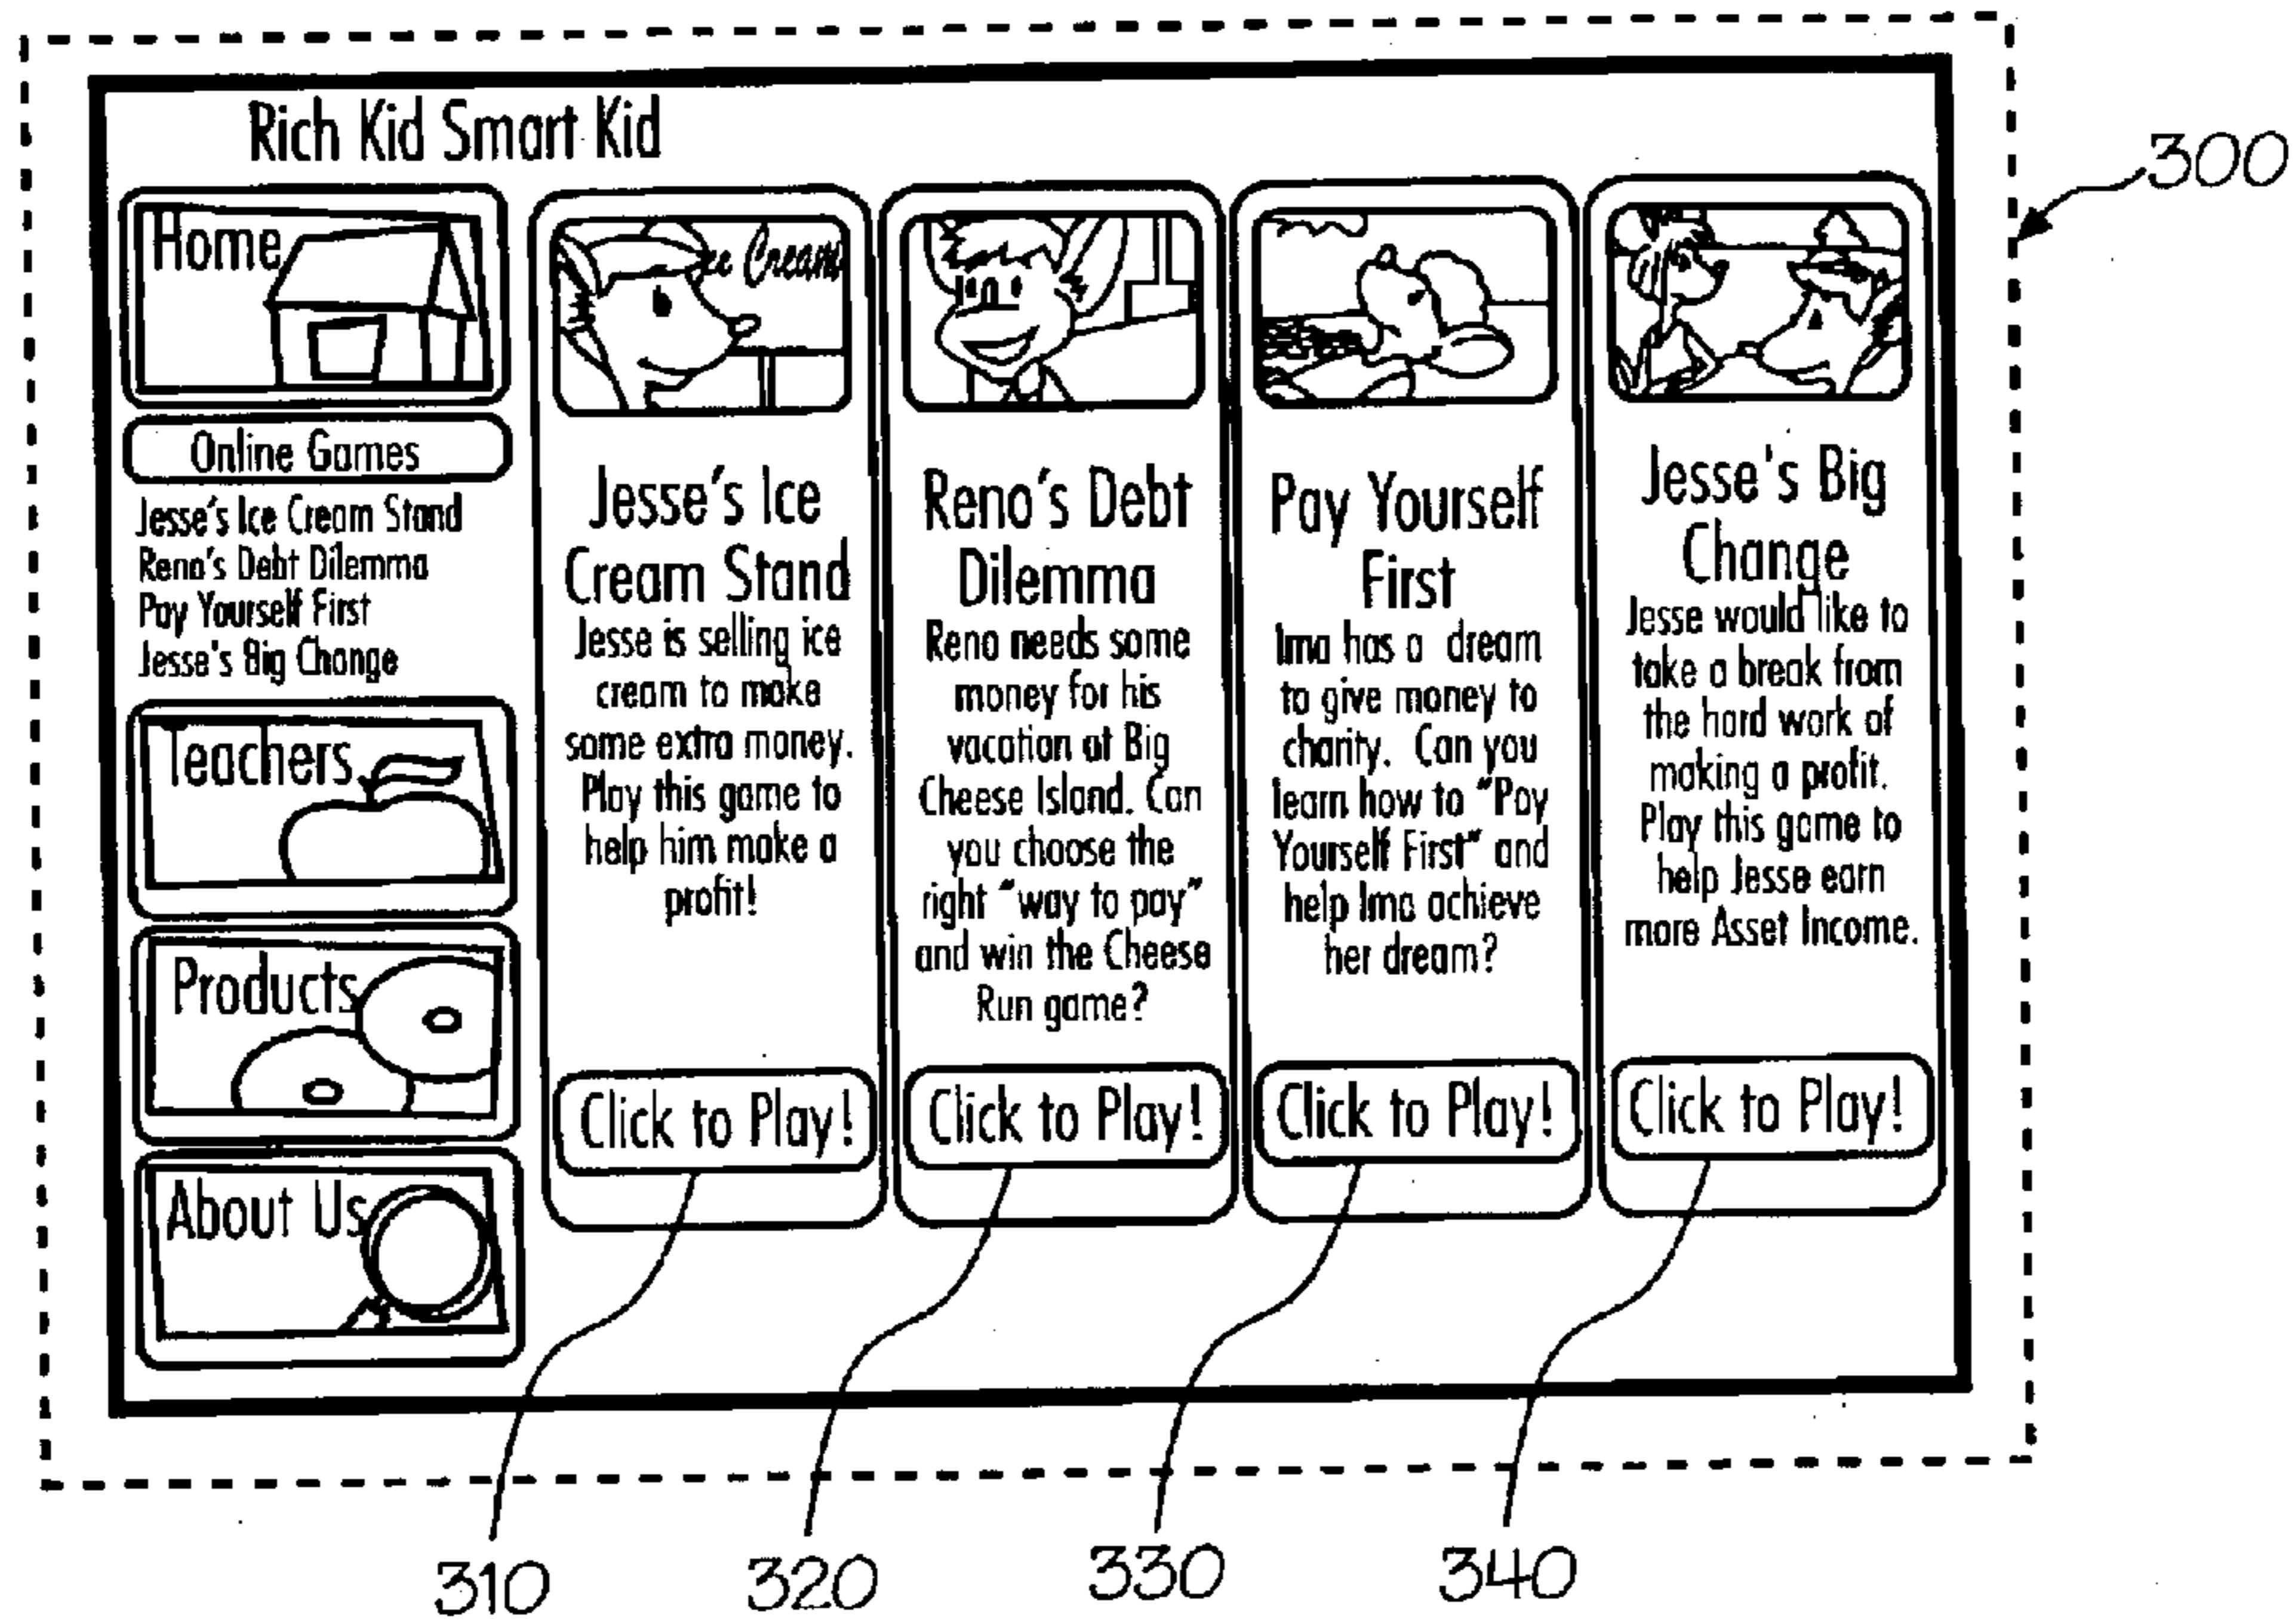 Rich Kid Smart Kid
300
Home
Online Games
Jesse's Ice Cream Stand
Reno's Debt Dilemma
Pay Yourself First
Jesse's Big Change
Teachers
Products
About Us
Ice Cream
Jesse's Ice
Cream Stand
Jesse is selling ice
cream to make
some extra money.
Play this game to
help him make a
profit!
Click to Play!
Reno's Debt
Dilemma
Reno needs some
money for his
vacation at Big
Cheese Island. Can
you choose the
right "way to pay"
and win the Cheese
Run game?
Click to Play!
Pay Yourself
First
Ima has a dream
to give money to
charity. Can you
learn how to "Pay
Yourself First" and
help Ima achieve
her dream?
Click to Play!
Jesse's Big
Change
Jesse would like to
take a break from
the hard work of
making a profit.
Play this game to
help Jesse earn
more Asset Income.
Click to Play!
310
320
330
340